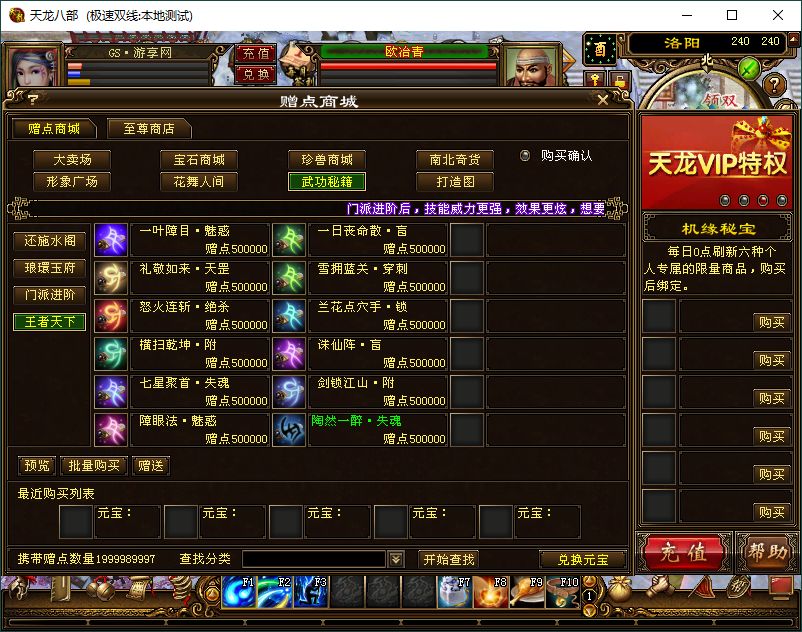 天龙八部 (极速双线:本地测试)
GS·游享网
充值
兑换
欧冶青
酉
洛阳 240 240
北
?
赠点商城
领双
赠点商城
至尊商店
大卖场
宝石商城
珍兽商城
南北奇货
购买确认
形象广场
花舞人间
武功秘籍
打造图
门派进阶后，技能威力更强，效果更炫，想要
天龙VIP特权
机缘秘宝
每日0点刷新六种个
人专属的限量商品，购买
后绑定。
还施水阁
琅環玉府
门派进阶
王者天下
一叶障目·魅惑
赠点500000
一日丧命散·盲
赠点500000
礼敬如来·天罡
赠点500000
雪拥蓝关·穿刺
赠点500000
怒火连斩·绝杀
赠点500000
兰花点穴手·锁
赠点500000
横扫乾坤·附
赠点500000
诛仙阵·盲
赠点500000
七星聚首·失魂
赠点500000
剑锁江山·附
赠点500000
障眼法·魅惑
赠点500000
陶然一醉·失魂
赠点500000
购买
购买
购买
购买
购买
购买
预览
批量购买
赠送
最近购买列表
元宝：
元宝：
元宝：
元宝：
元宝：
携带赠点数量1999989997
查找分类
开始查找
兑换元宝
充值
帮助
F1
F2
F3
F7
F8
F9
F10
1